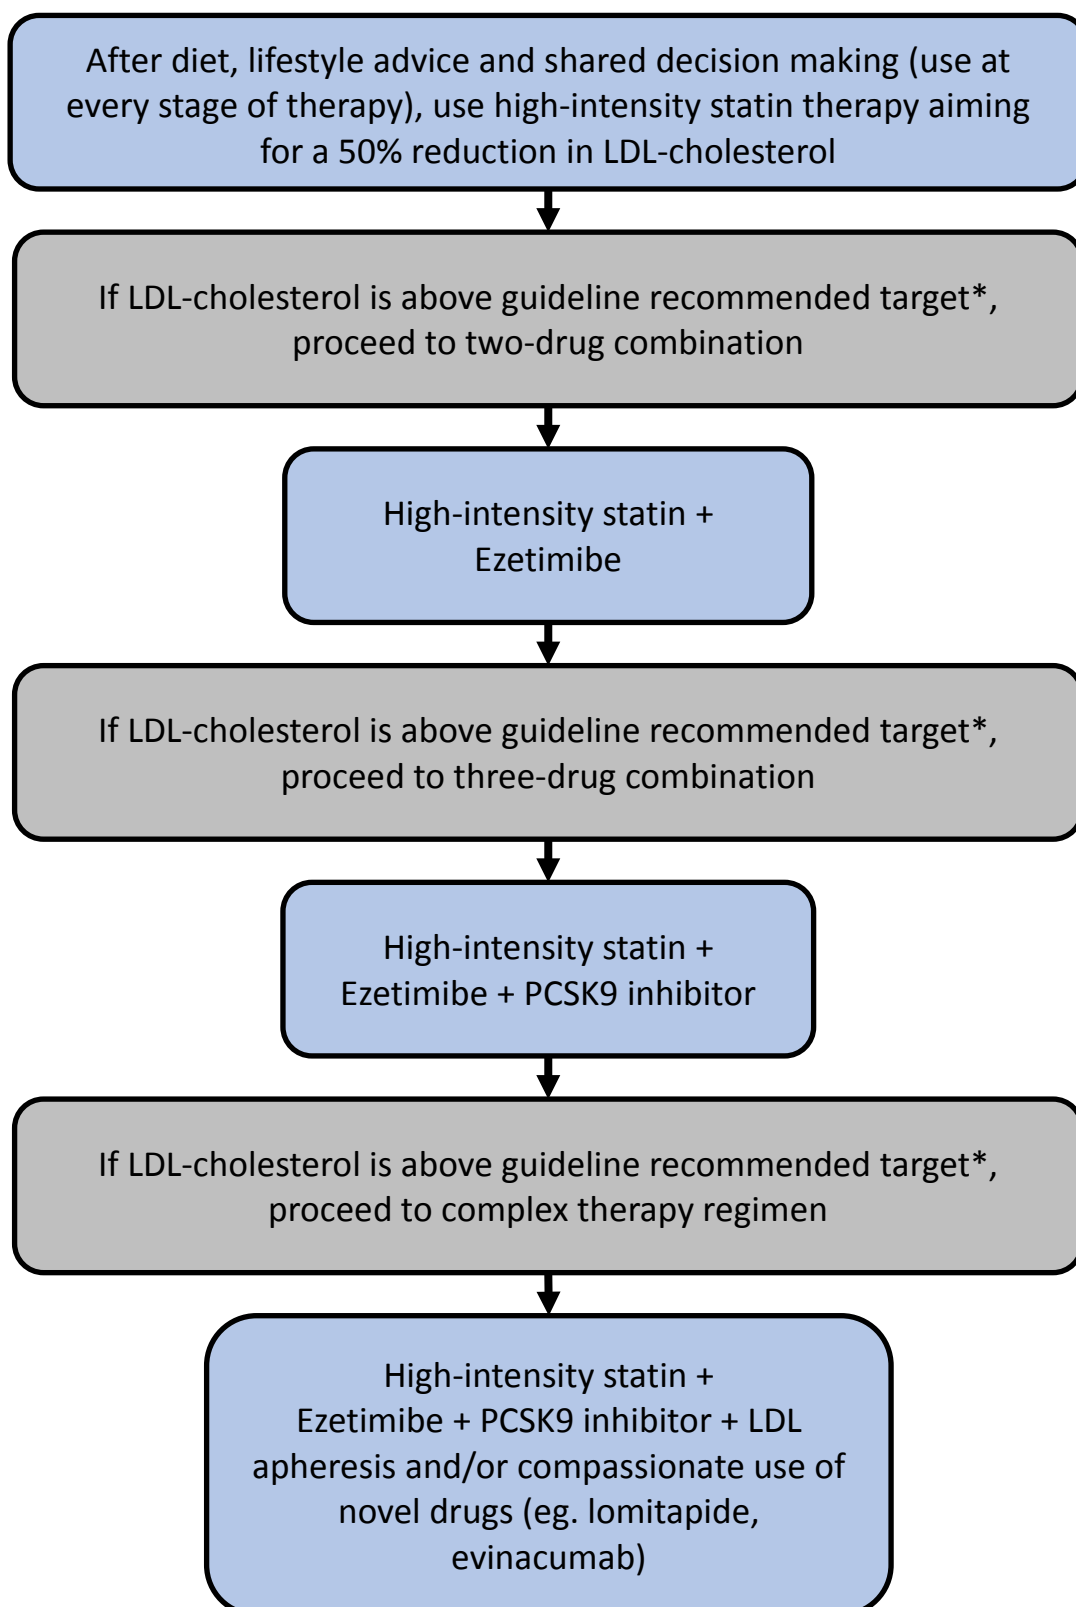 After diet, lifestyle advice and shared decision making (use at
every stage of therapy), use high-intensity statin therapy aiming
for a 50% reduction in LDL-cholesterol
If LDL-cholesterol is above guideline recommended target*,
proceed to two-drug combination
High-intensity statin +
Ezetimibe
If LDL-cholesterol is above guideline recommended target*,
proceed to three-drug combination
High-intensity statin +
Ezetimibe + PCSK9 inhibitor
If LDL-cholesterol is above guideline recommended target*,
proceed to complex therapy regimen
High-intensity statin +
Ezetimibe + PCSK9 inhibitor + LDL
apheresis and/or compassionate use of
novel drugs (eg. lomitapide,
evinacumab)